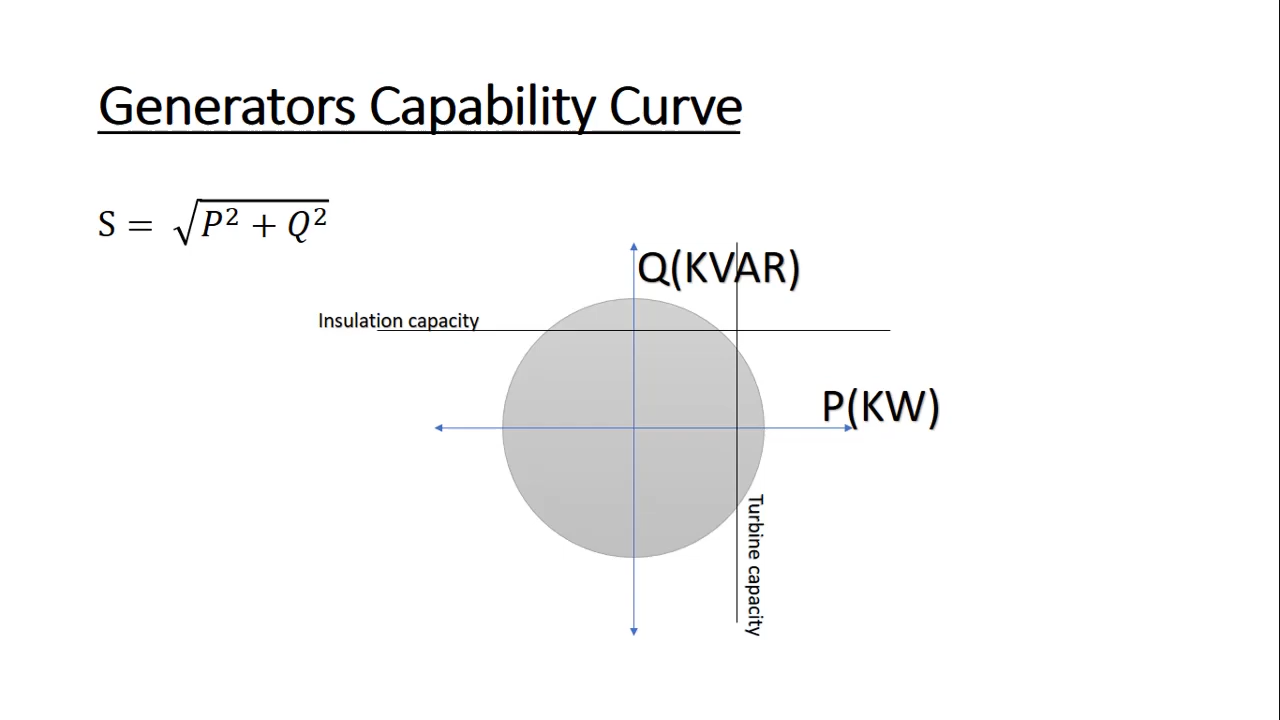 Generators Capability Curve
S = √P² + Q²
Q(KVAR)
Insulation capacity
P(KW)
Turbine capacity